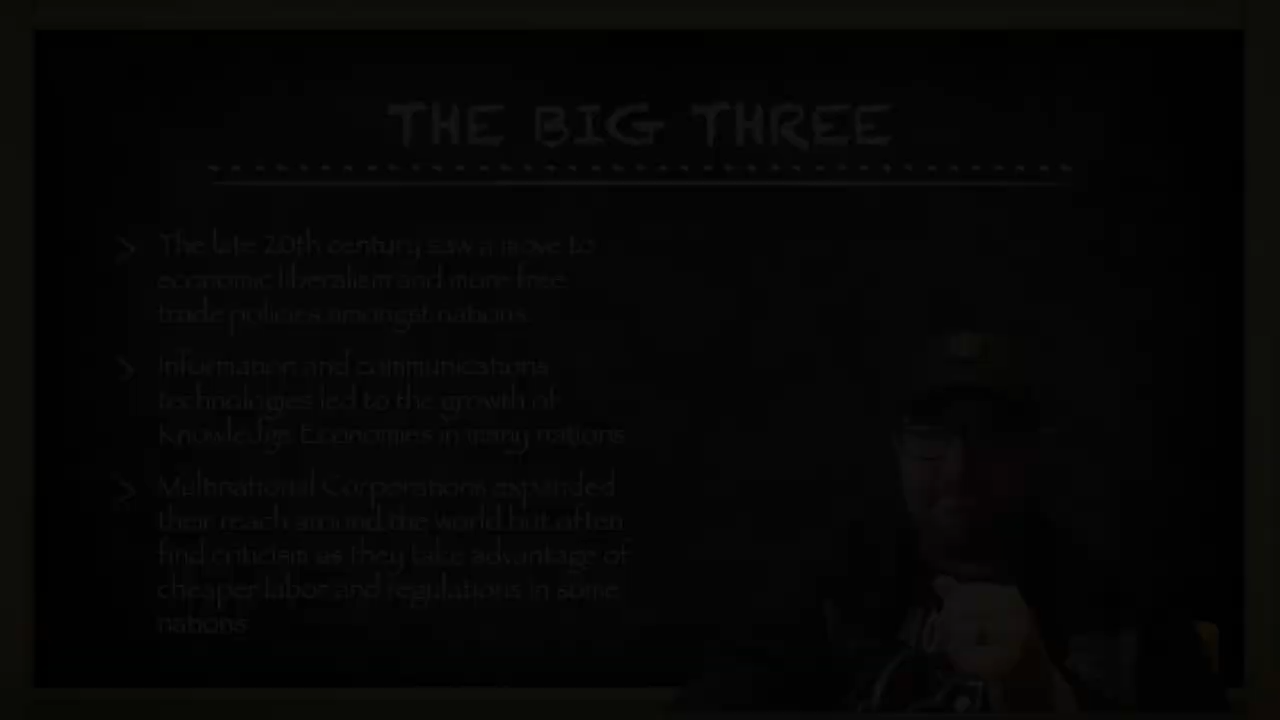 THE BIG THREE
The late 20th century saw a move to
economic liberalism and more free
trade policies amongst nations
Information and communications
technologies led to the growth of
Knowledge Economies in many nations
Multinational Corporations expanded
their reach around the world but often
find criticism as they take advantage of
cheaper labor and regulations in some
nations